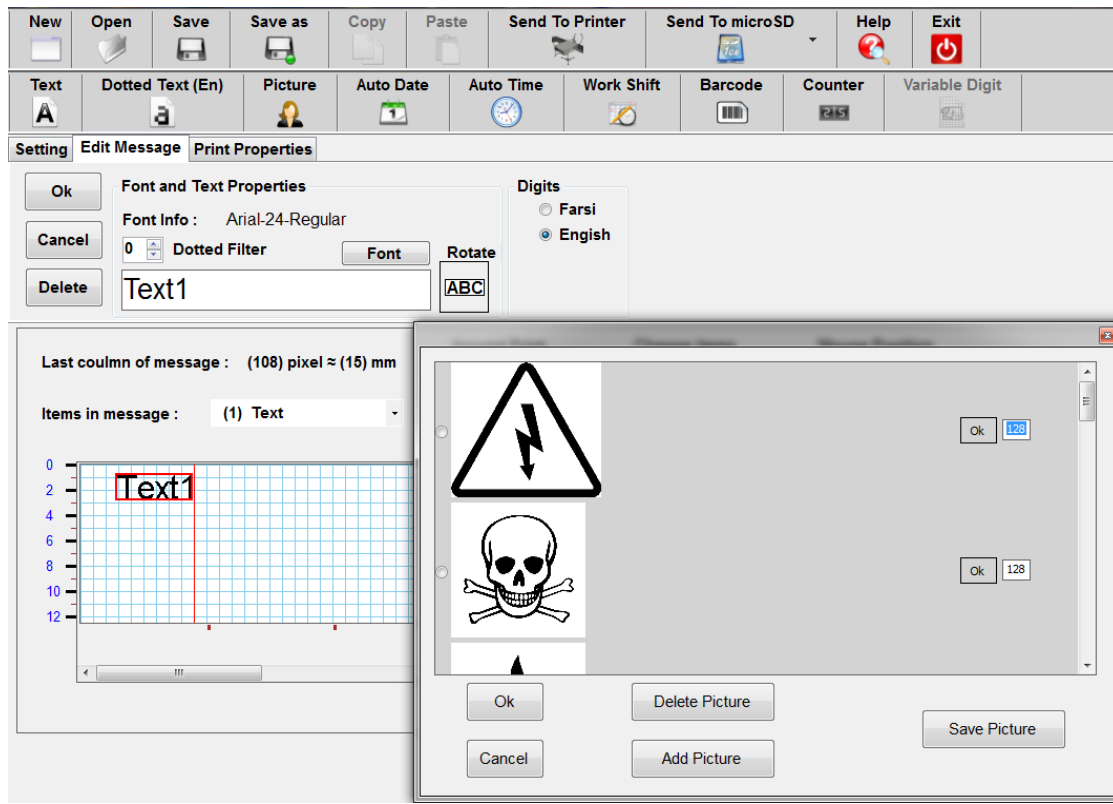 New Open Save Save as Copy Paste Send To Printer Send To microSD Help Exit
Text Dotted Text (En) Picture Auto Date Auto Time Work Shift Barcode Counter Variable Digit
Setting Edit Message Print Properties
Ok
Cancel
Delete
Font and Text Properties
Font Info : Arial-24-Regular
0 Dotted Filter Font
Rotate
Text1
ABC
Digits
Farsi
Engish
Last coulmn of message : (108) pixel ≈ (15) mm
Items in message : (1) Text
0
2
4
6
8
10
12
Text1
Ok 128
Ok 128
Ok Delete Picture
Save Picture
Cancel Add Picture